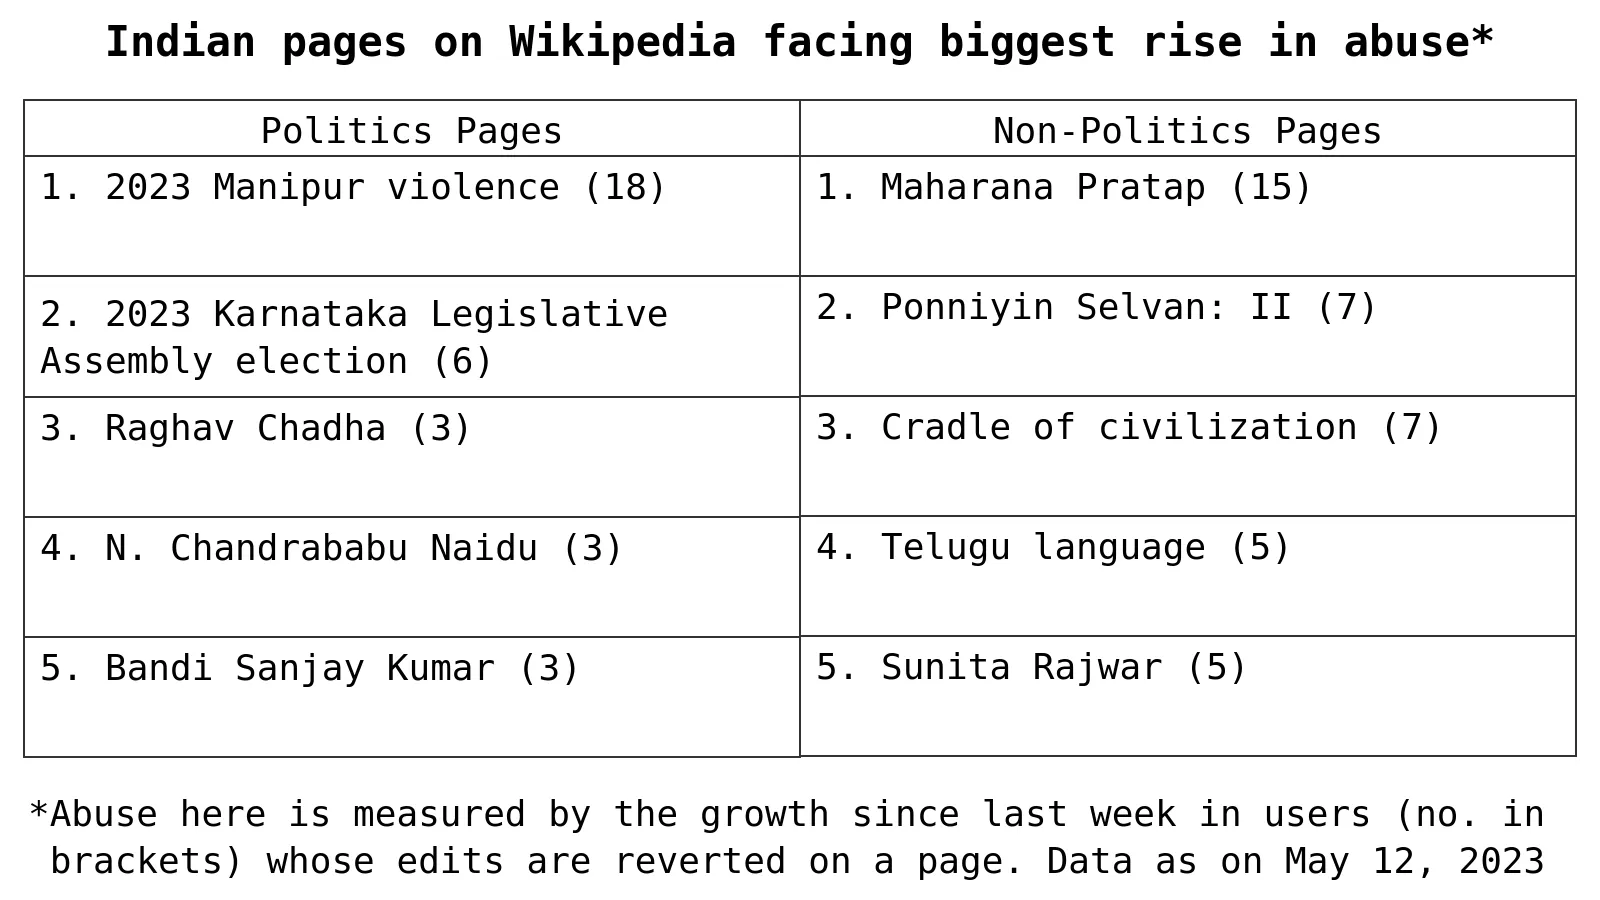 Indian pages on Wikipedia facing biggest rise in abuse*
Politics Pages
Non-Politics Pages
1. 2023 Manipur violence (18)
1. Maharana Pratap (15)
2. 2023 Karnataka Legislative
Assembly election (6)
2. Ponniyin Selvan: II (7)
3. Raghav Chadha (3)
3. Cradle of civilization (7)
4. N. Chandrababu Naidu (3)
4. Telugu language (5)
5. Bandi Sanjay Kumar (3)
5. Sunita Rajwar (5)
*Abuse here is measured by the growth since last week in users (no. in
brackets) whose edits are reverted on a page. Data as on May 12, 2023